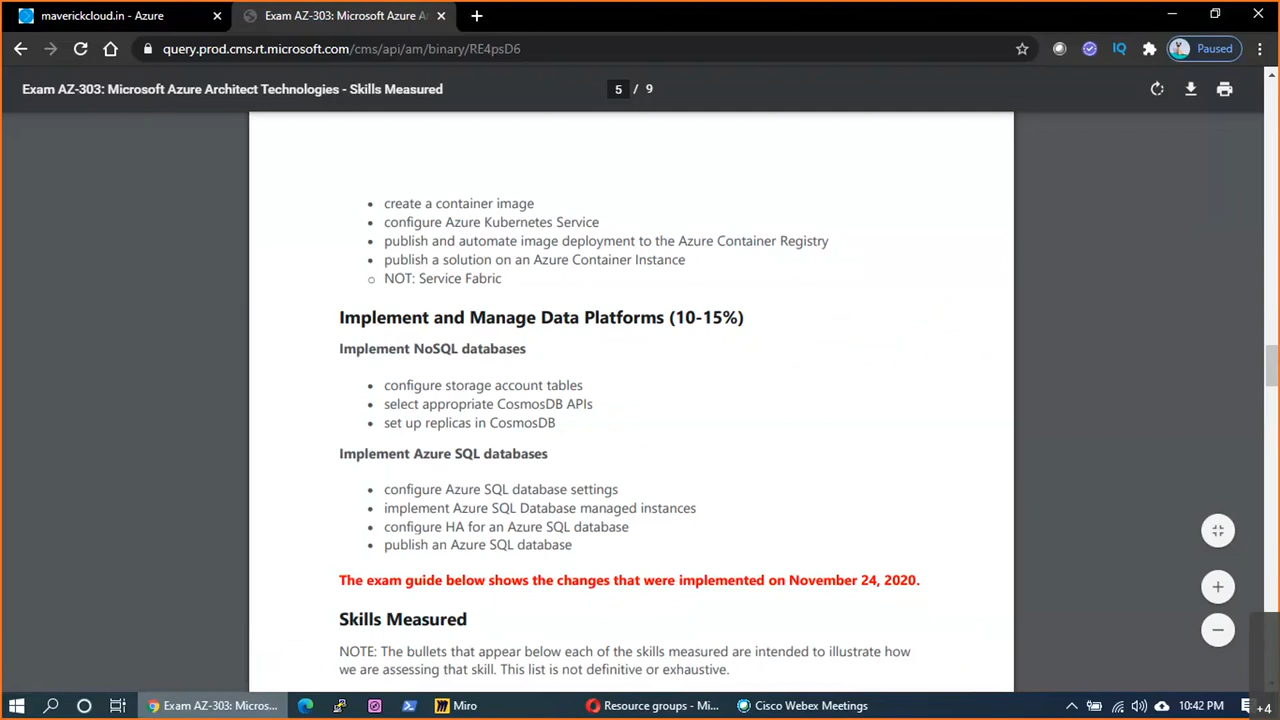 maverickcloud.in - Azure
Exam AZ-303: Microsoft Azure Ar
query.prod.cms.rt.microsoft.com/cms/api/am/binary/RE4psD6
IQ
Paused
Exam AZ-303: Microsoft Azure Architect Technologies - Skills Measured
5 / 9
• create a container image
• configure Azure Kubernetes Service
• publish and automate image deployment to the Azure Container Registry
• publish a solution on an Azure Container Instance
○ NOT: Service Fabric
Implement and Manage Data Platforms (10-15%)
Implement NoSQL databases
• configure storage account tables
• select appropriate CosmosDB APIs
• set up replicas in CosmosDB
Implement Azure SQL databases
• configure Azure SQL database settings
• implement Azure SQL Database managed instances
• configure HA for an Azure SQL database
• publish an Azure SQL database
The exam guide below shows the changes that were implemented on November 24, 2020.
Skills Measured
NOTE: The bullets that appear below each of the skills measured are intended to illustrate how
we are assessing that skill. This list is not definitive or exhaustive.
Exam AZ-303: Micros...
Miro
Resource groups - Mi...
Cisco Webex Meetings
10:42 PM
+4